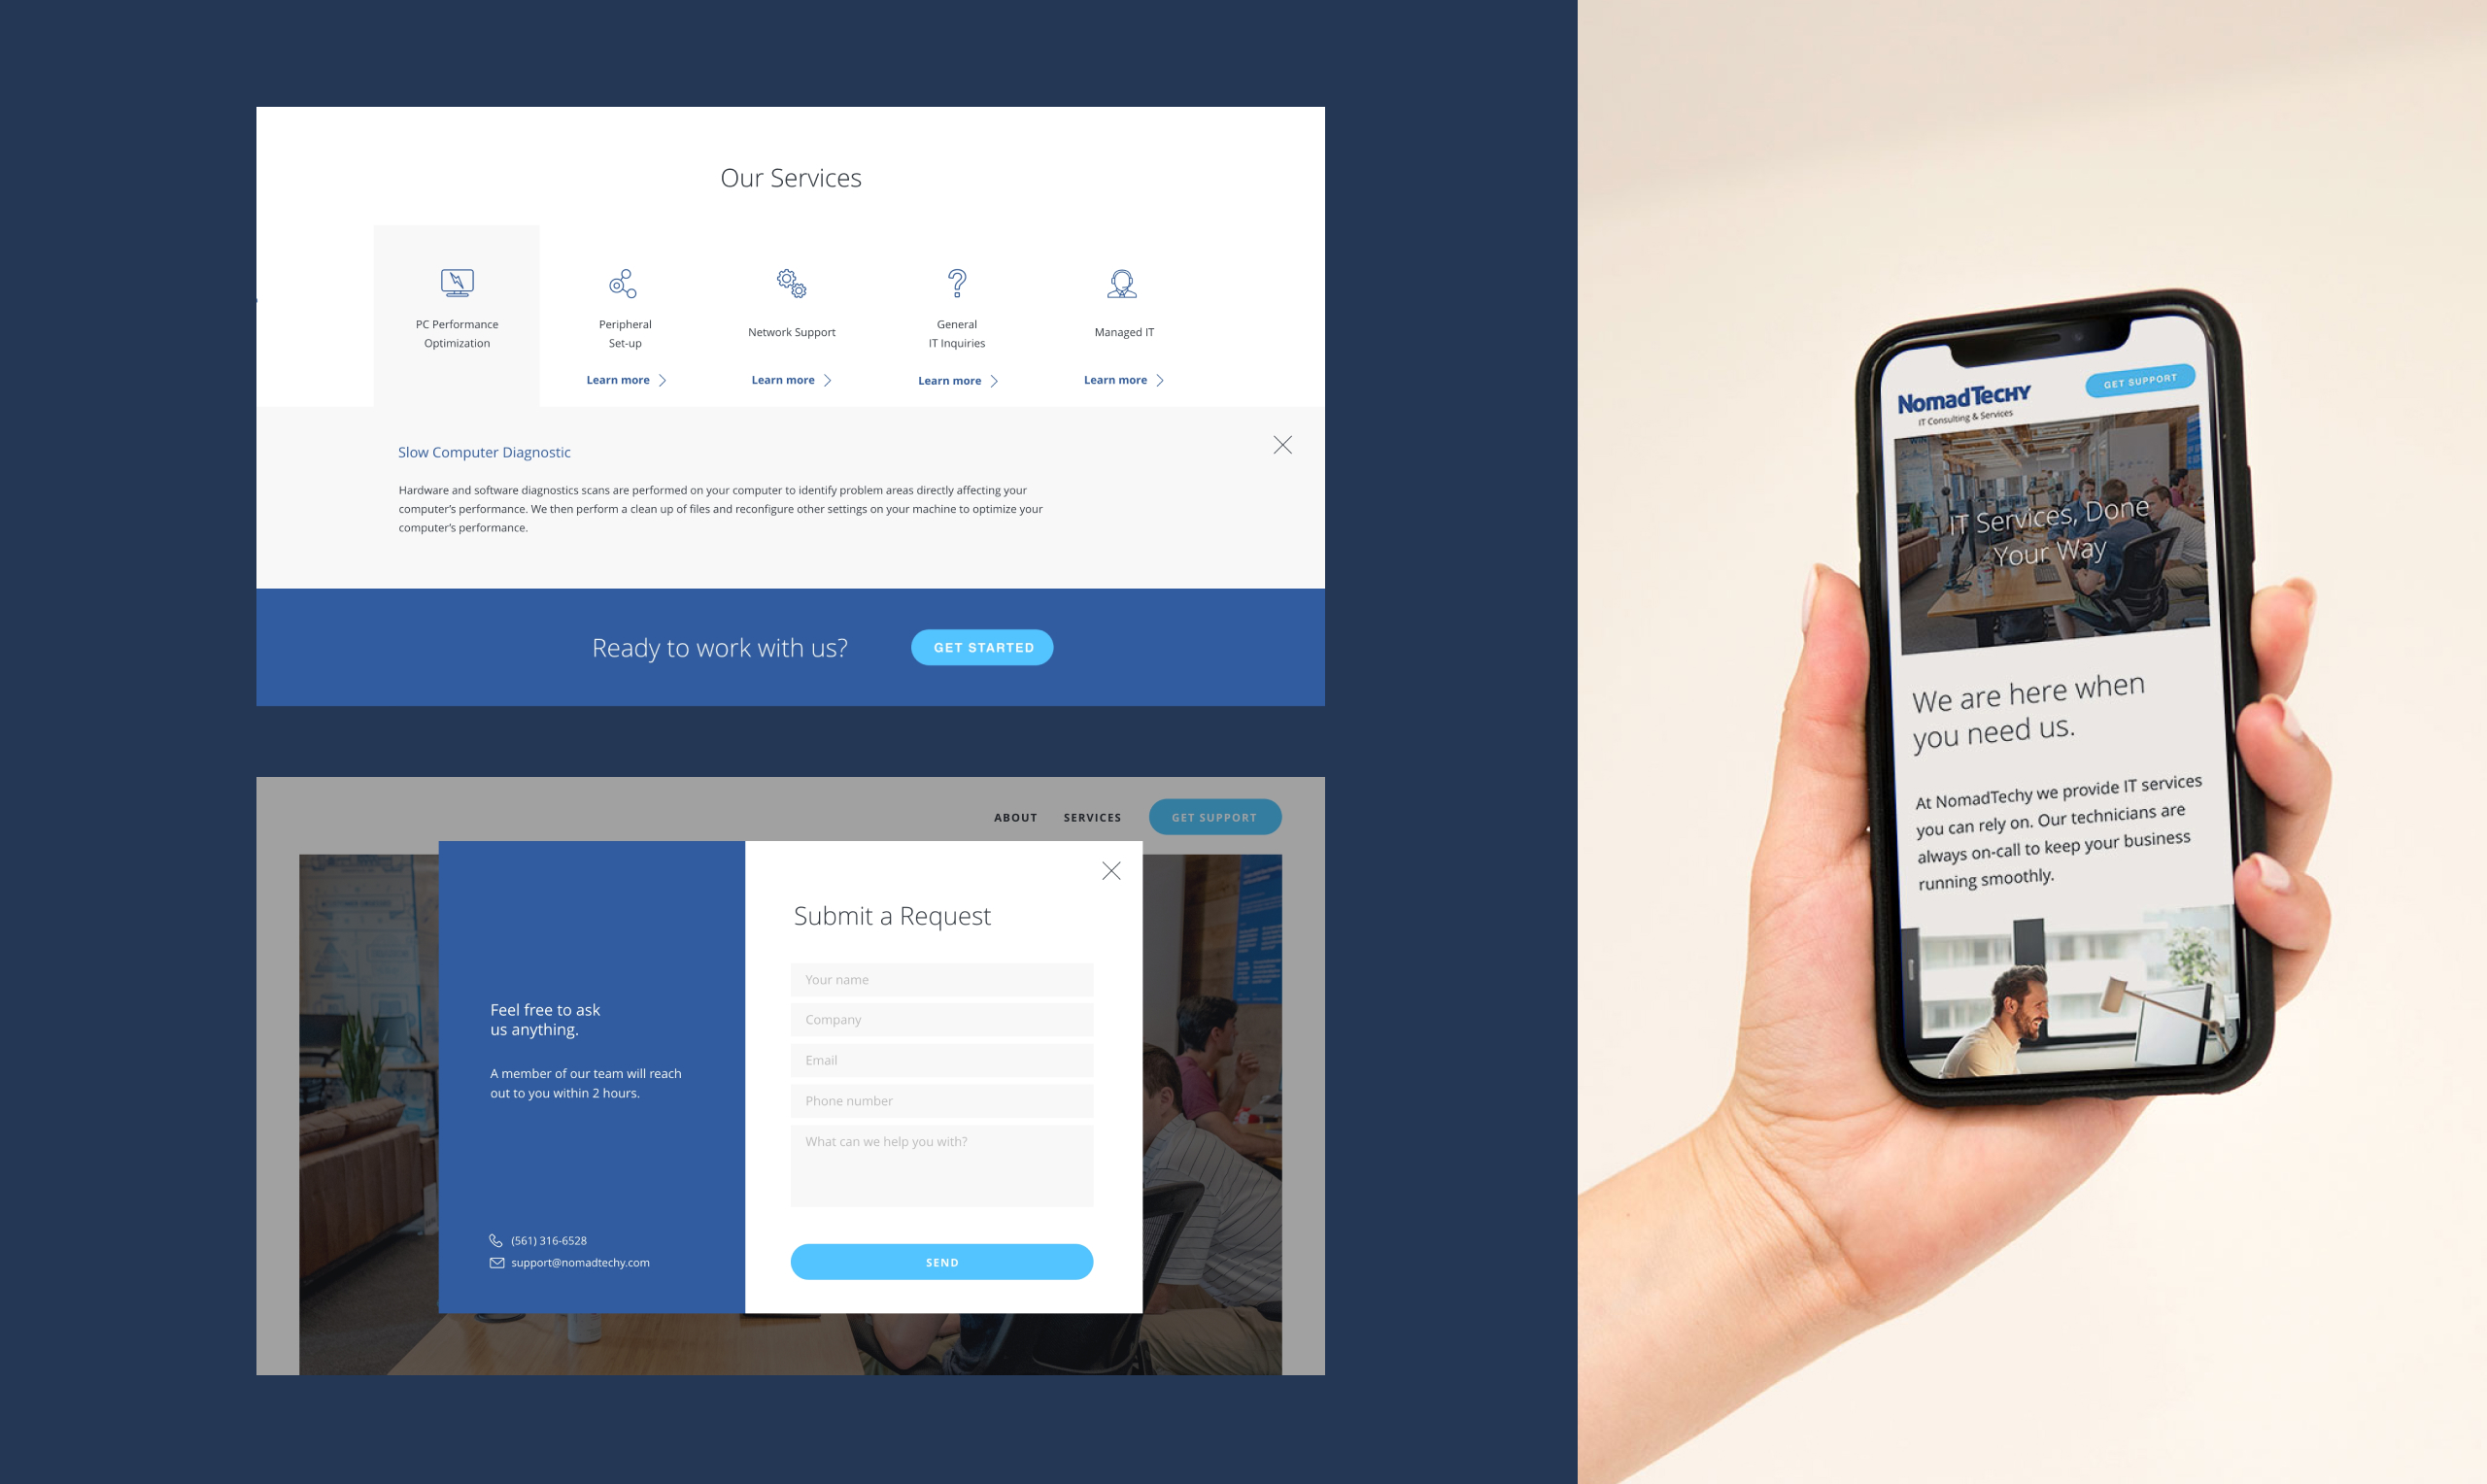 Our Services
PC Performance
Optimization
Peripheral
Set-up
Learn more
Network Support
Learn more
General
IT Inquiries
Learn more
Managed IT
Learn more
Slow Computer Diagnostic
Hardware and software diagnostics scans are performed on your computer to identify problem areas directly affecting your
computer’s performance. We then perform a clean up of files and reconfigure other settings on your machine to optimize your
computer’s performance.
Ready to work with us?
GET STARTED
ABOUT
SERVICES
GET SUPPORT
Feel free to ask
us anything.
A member of our team will reach
out to you within 2 hours.
(561) 316-6528
support@nomadtechy.com
Submit a Request
Your name
Company
Email
Phone number
What can we help you with?
SEND
NomadTechy
IT Consulting & Services
GET SUPPORT
IT Services, Done
Your Way
We are here when
you need us.
At NomadTechy we provide IT services
you can rely on. Our technicians are
always on-call to keep your business
running smoothly.